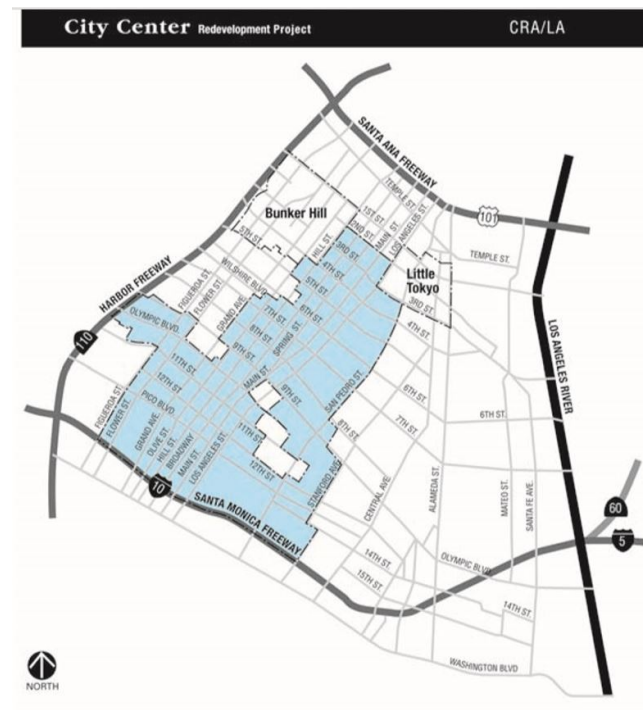 City Center Redevelopment Project CRA/LA
SANTA ANA FREEWAY
101
TEMPLE ST.
Bunker Hill
1ST ST.
2ND ST.
MAIN ST.
LOS ANGELES ST.
5TH ST.
HILL ST.
3RD ST.
TEMPLE ST.
4TH ST.
WILSHIRE BLVD.
Little
Tokyo
HARBOR FREEWAY
FIGUEROA ST.
FLOWER ST.
5TH ST.
3RD ST.
GRAND AVE.
7TH ST.
6TH ST.
OLYMPIC BLVD.
8TH ST.
SPRING ST.
4TH ST.
LOS ANGELES RIVER
110
9TH ST.
11TH ST.
MAIN ST.
12TH ST.
9TH ST.
SAN PEDRO ST.
6TH ST.
PICO BLVD.
FIGUEROA ST.
FLOWER ST.
GRAND AVE.
OLIVE ST.
HILL ST.
BROADWAY
MAIN ST.
LOS ANGELES ST.
11TH ST.
8TH ST.
7TH ST.
6TH ST.
12TH ST.
STANFORD AVE.
CENTRAL AVE.
ALAMEDA ST.
MATEO ST.
SANTA FE AVE.
10
SANTA MONICA FREEWAY
60
5
14TH ST.
OLYMPIC BLVD.
15TH ST.
14TH ST.
WASHINGTON BLVD
NORTH